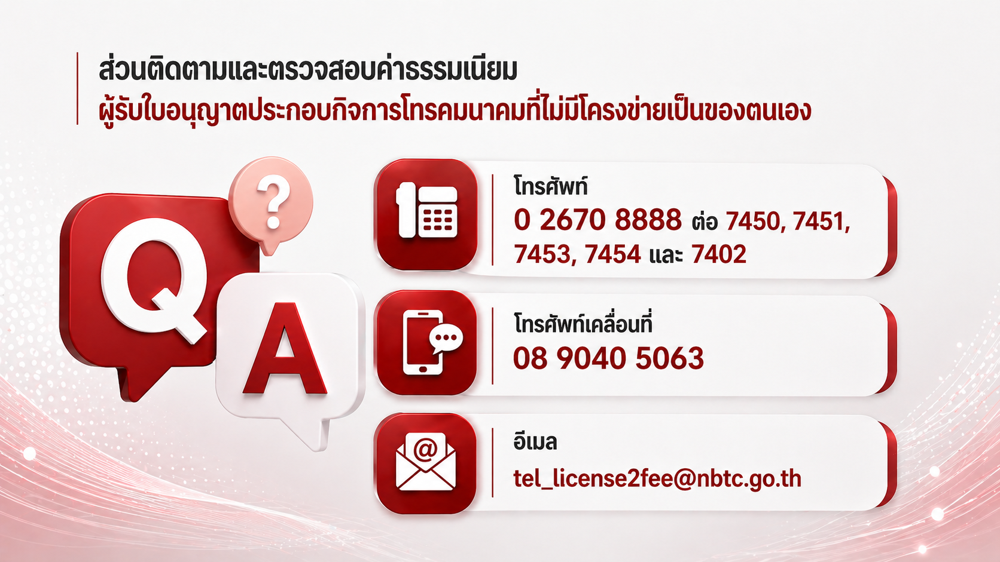 ส่วนติดตามและตรวจสอบค่าธรรมเนียม
ผู้รับใบอนุญาตประกอบกิจการโทรคมนาคมที่ไม่มีโครงข่ายเป็นของตนเอง
?
Q
A
โทรศัพท์
0 2670 8888 ต่อ 7450, 7451,
7453, 7454 และ 7402
โทรศัพท์เคลื่อนที่
08 9040 5063
@
อีเมล
tel_license2fee@nbtc.go.th